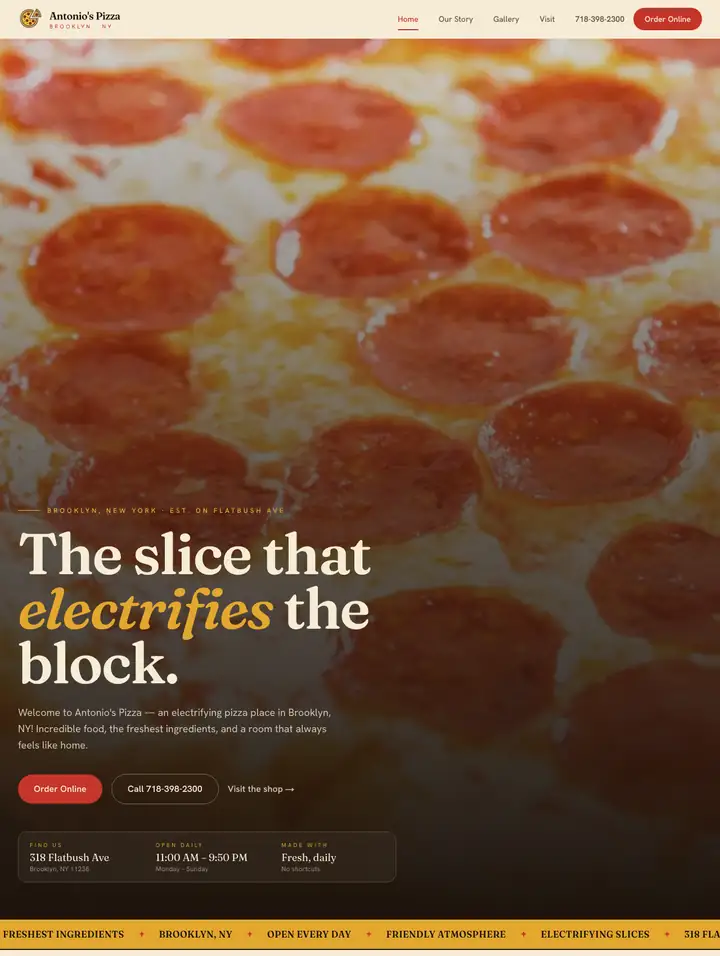 Antonio's Pizza
BROOKLYN NY
Home Our Story Gallery Visit 718-398-2300 Order Online
BROOKLYN, NEW YORK · EST. ON FLATBUSH AVE
The slice that
electrifies the
block.
Welcome to Antonio's Pizza — an electrifying pizza place in Brooklyn,
NY! Incredible food, the freshest ingredients, and a room that always
feels like home.
Order Online Call 718-398-2300 Visit the shop →
FIND US OPEN DAILY MADE WITH
318 Flatbush Ave 11:00 AM – 9:50 PM Fresh, daily
Brooklyn, NY 11238 Monday – Sunday No shortcuts
FRESHEST INGREDIENTS ✦ BROOKLYN, NY ✦ OPEN EVERY DAY ✦ FRIENDLY ATMOSPHERE ✦ ELECTRIFYING SLICES ✦ 318 FLA